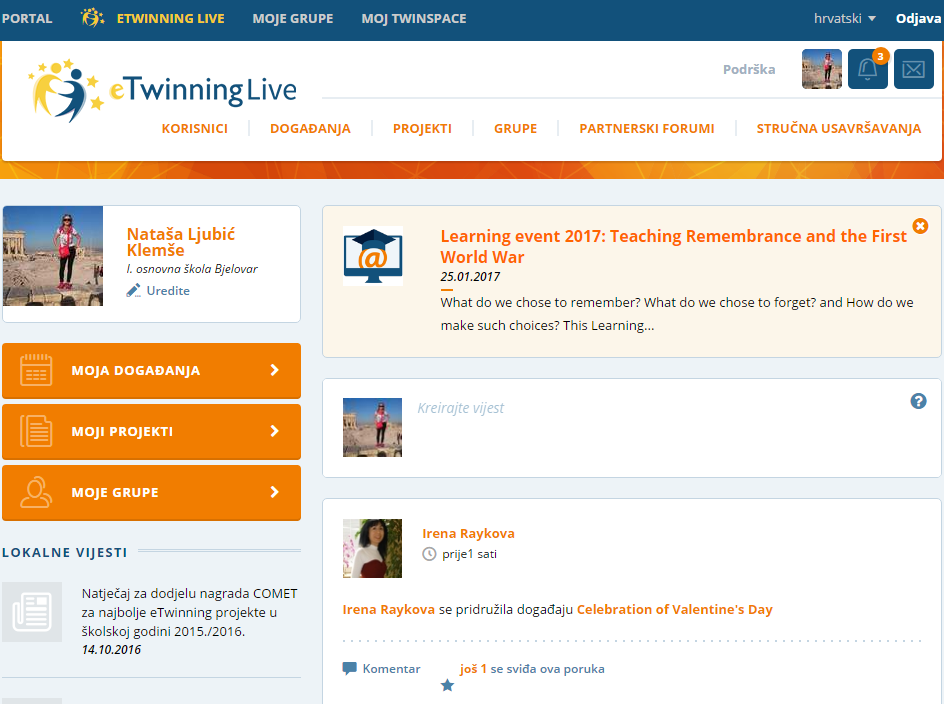 PORTAL
ETWINNING LIVE
MOJE GRUPE
MOJ TWINSPACE
hrvatski
Odjava
eTwinningLive
Podrška
3
KORISNICI
DOGAĐANJA
PROJEKTI
GRUPE
PARTNERSKI FORUMI
STRUČNA USAVRŠAVANJA
Nataša Ljubić
Klemše
I. osnovna škola Bjelovar
Uredite
MOJA DOGAĐANJA
MOJI PROJEKTI
MOJE GRUPE
LOKALNE VIJESTI
Natječaj za dodjelu nagrada COMET
za najbolje eTwinning projekte u
školskoj godini 2015./2016.
14.10.2016
@
Learning event 2017: Teaching Remembrance and the First
World War
25.01.2017
What do we chose to remember? What do we chose to forget? and How do we
make such choices? This Learning...
Kreirajte vijest
?
Irena Raykova
prije1 sati
Irena Raykova se pridružila događaju Celebration of Valentine's Day
Komentar
još 1 se sviđa ova poruka